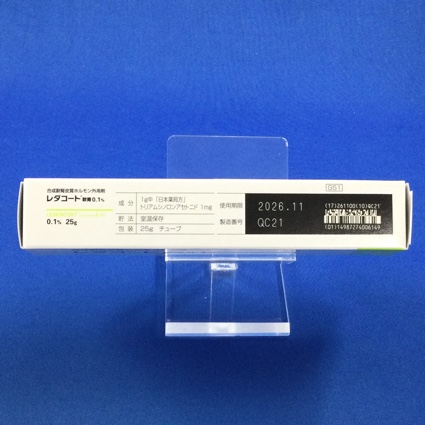 合成副腎皮質ホルモン外用剤
レダコート 軟膏 0.1%
0.1% 25g
成分 1g中「日本薬局方」
トリアムシノロンアセトニド 1mg
貯法 室温保存
包装 25g チューブ
使用期限 2026.11
製造番号 QC21
GS1
(17)261100(10)QC21
(01)14987274006149